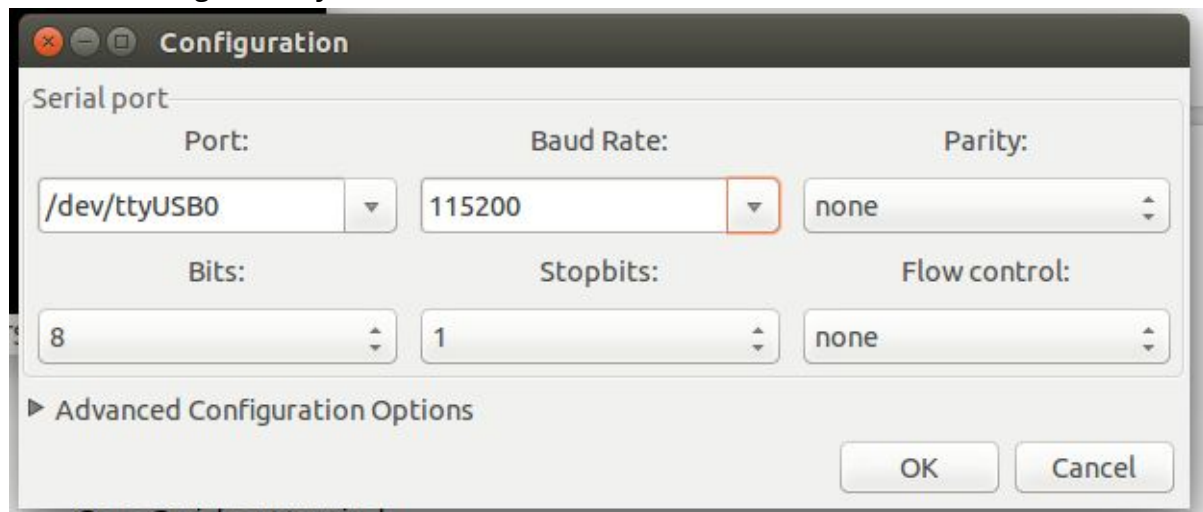 Configuration
Serial port
Port: Baud Rate: Parity:
/dev/ttyUSB0 115200 none
Bits: Stopbits: Flow control:
8 1 none
Advanced Configuration Options
OK Cancel